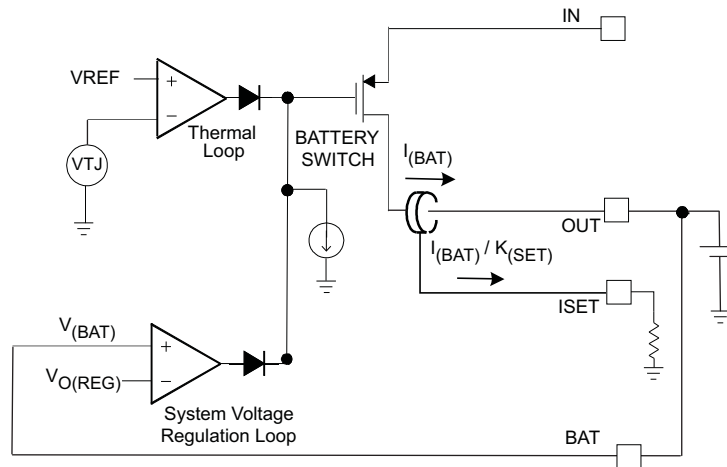 IN
VREF
+
−
Thermal
Loop
BATTERY
SWITCH
VTJ
I(BAT)
OUT
I(BAT) / K(SET)
ISET
V(BAT)
+
VO(REG)
−
System Voltage
Regulation Loop
BAT